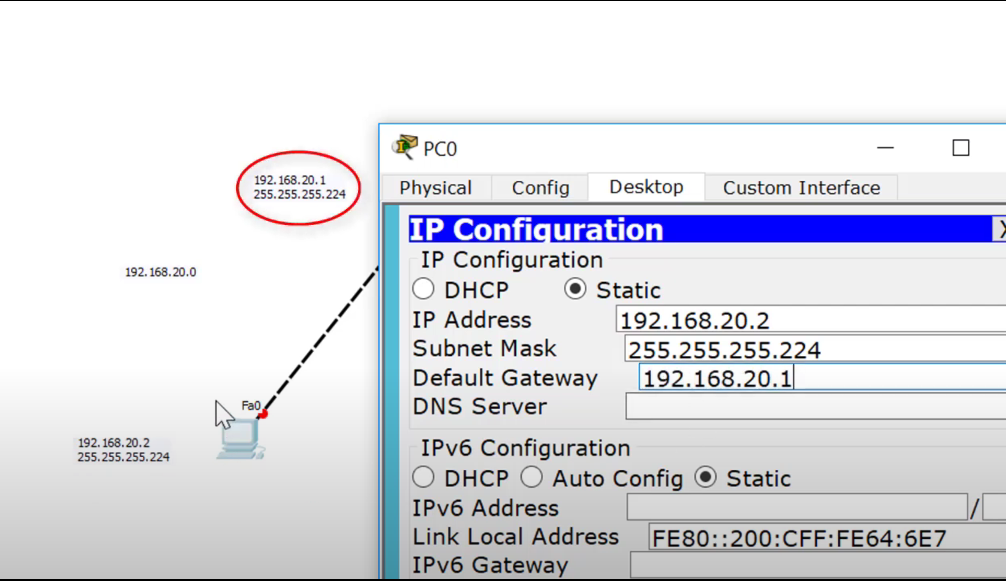 PC0
Physical Config Desktop Custom Interface
192.168.20.1
255.255.255.224
IP Configuration X
IP Configuration
192.168.20.0
DHCP Static
IP Address 192.168.20.2
Subnet Mask 255.255.255.224
Default Gateway 192.168.20.1
DNS Server
Fa0
192.168.20.2
255.255.255.224
IPv6 Configuration
DHCP Auto Config Static
IPv6 Address /
Link Local Address FE80::200:CFF:FE64:6E7
IPv6 Gateway